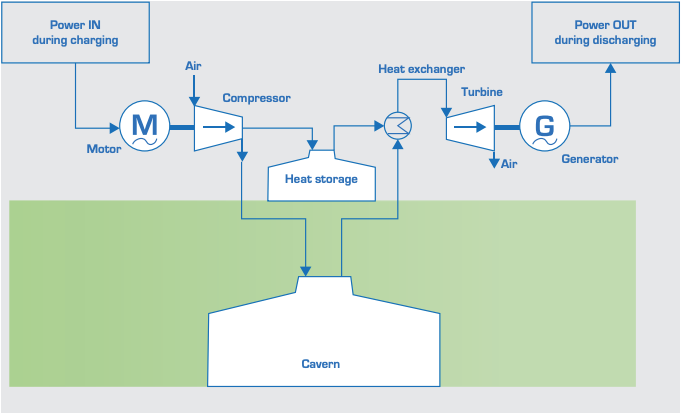 Power IN
during charging
Power OUT
during discharging
Air
Heat exchanger
Compressor
Turbine
M
G
Motor
Air
Generator
Heat storage
Cavern